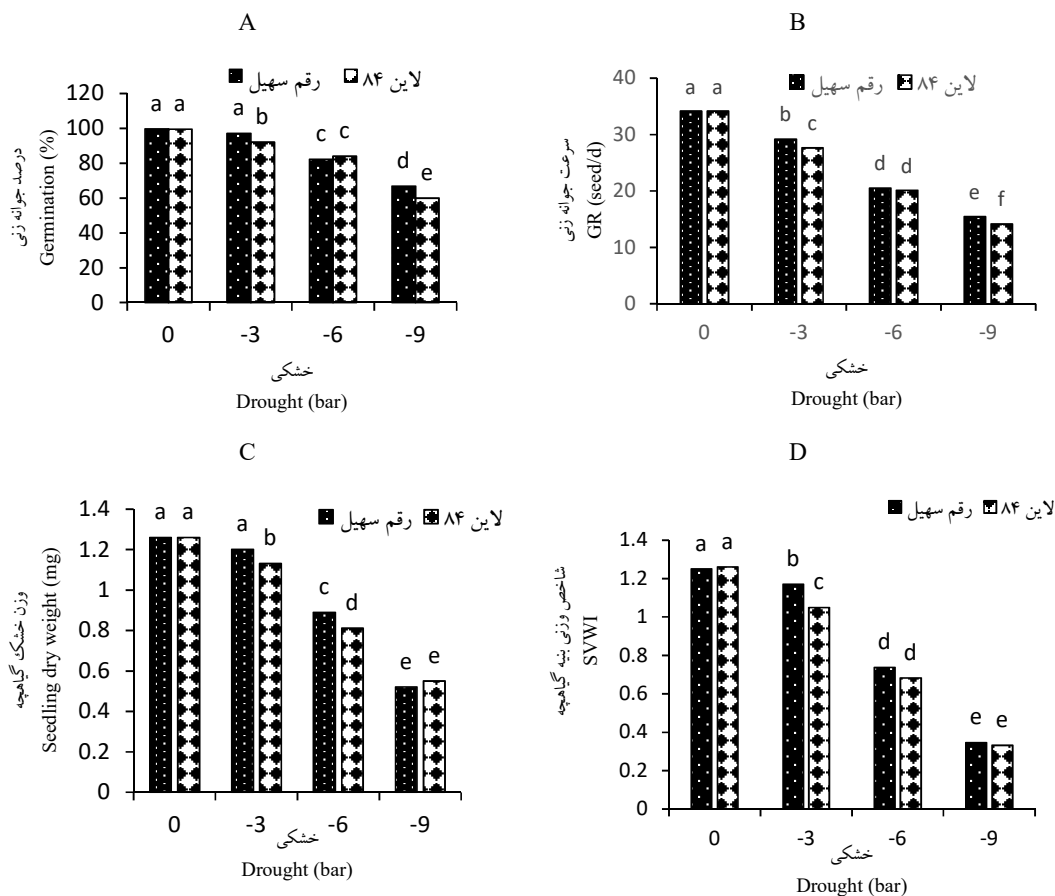 A
رقم سهیل لاین ۸۴
درصد جوانه زنی
Germination (%)
120
100
80
60
40
20
0
a a a b c c d e
0 -3 -6 -9
خشکی
Drought (bar)
B
رقم سهیل لاین ۸۴
سرعت جوانه زنی
GR (seed/d)
40
30
20
10
0
a a b c d d e f
0 -3 -6 -9
خشکی
Drought (bar)
C
رقم سهیل لاین ۸۴
وزن خشک گیاهچه
Seedling dry weight (mg)
1.4
1.2
1
0.8
0.6
0.4
0.2
0
a a a b c d e e
0 -3 -6 -9
خشکی
Drought (bar)
D
رقم سهیل لاین ۸۴
شاخص وزنی بنیه گیاهچه
SVWI
1.4
1.2
1
0.8
0.6
0.4
0.2
0
a a b c d d e e
0 -3 -6 -9
خشکی
Drought (bar)